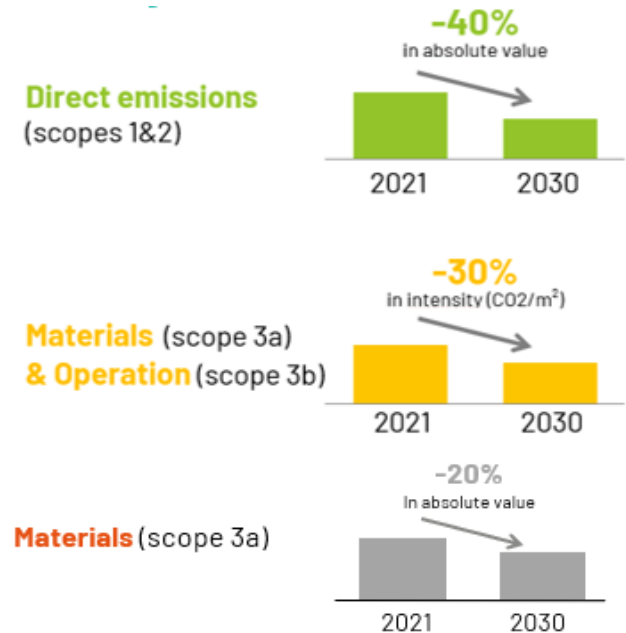 -40%
in absolute value
Direct emissions
(scopes 1&2)
2021 2030
-30%
in intensity (CO2/m²)
Materials (scope 3a)
& Operation (scope 3b)
2021 2030
-20%
In absolute value
Materials (scope 3a)
2021 2030